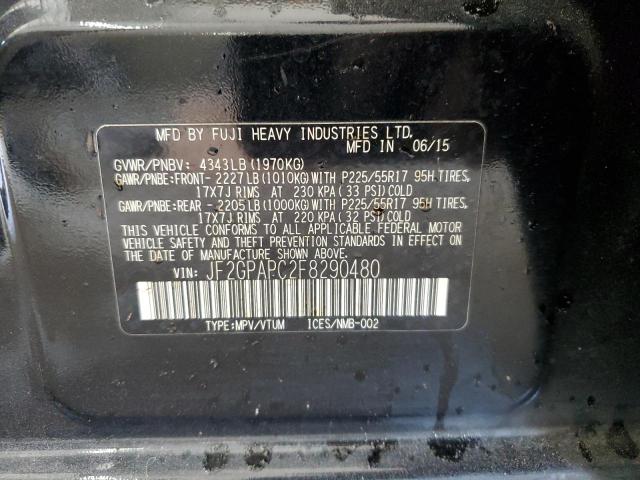 MFD BY FUJI HEAVY INDUSTRIES LTD.
MFD IN 06/15
GVWR/PNBV: 4343LB(1970KG)
GAWR/PNBE:FRONT-2227LB(1010KG)WITH P225/55R17 95H TIRES,
17X7J RIMS AT 230 KPA(33 PSI)COLD
GAWR/PNBE:REAR -2205LB(1000KG)WITH P225/55R17 95H TIRES,
17X7J RIMS AT 220 KPA(32 PSI)COLD
THIS VEHICLE CONFORMS TO ALL APPLICABLE FEDERAL MOTOR
VEHICLE SAFETY AND THEFT PREVENTION STANDARDS IN EFFECT
ON THE DATE OF MANUFACTURE SHOWN ABOVE.
VIN: JF2GPAPC2F8290480
TYPE:MPV/VTUM ICES/NMB-002